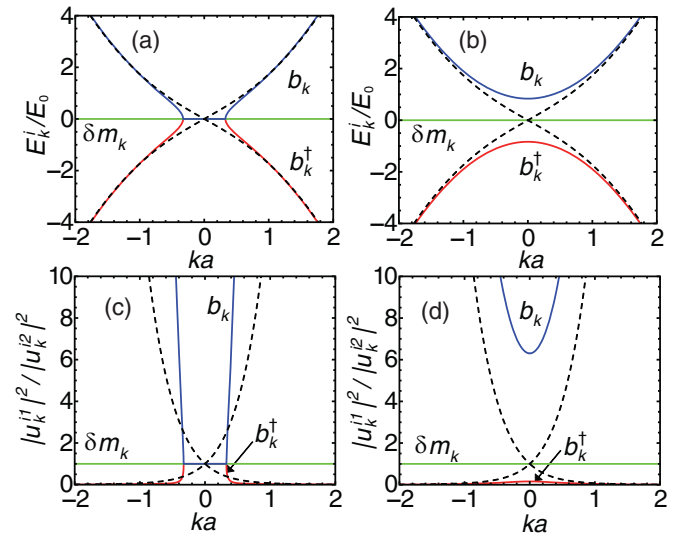 (a)
E_k^i/E_0
4
2
0
−2
−4
b_k
δm_k
b_k^†
−2 −1 0 1 2
ka
(b)
E_k^i/E_0
4
2
0
−2
−4
b_k
δm_k
b_k^†
−2 −1 0 1 2
ka
(c)
|u_k^{i1}|^2/|u_k^{i2}|^2
10
8
6
4
2
0
b_k
δm_k
b_k^†
−2 −1 0 1 2
ka
(d)
|u_k^{i1}|^2/|u_k^{i2}|^2
10
8
6
4
2
0
b_k
δm_k
b_k^†
−2 −1 0 1 2
ka